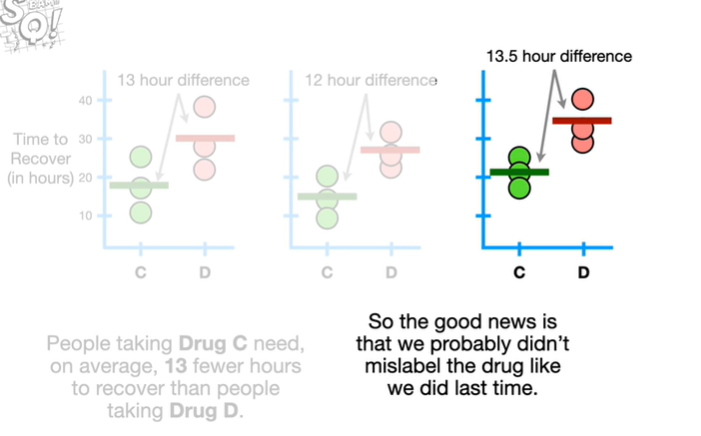 13.5 hour difference
13 hour difference
12 hour difference
40
30
20
10
Time to
Recover
(in hours)
C
D
C
D
C
D
People taking Drug C need,
on average, 13 fewer hours
to recover than people
taking Drug D.
So the good news is
that we probably didn’t
mislabel the drug like
we did last time.